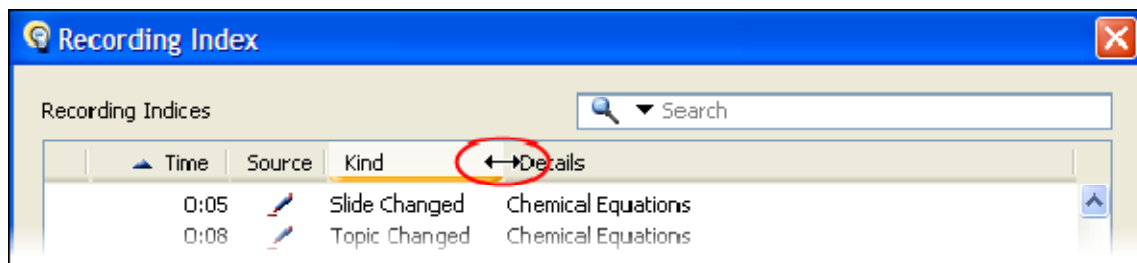 Recording Index
Recording Indices
Search
Time Source Kind Details
0:05 Slide Changed Chemical Equations
0:08 Topic Changed Chemical Equations